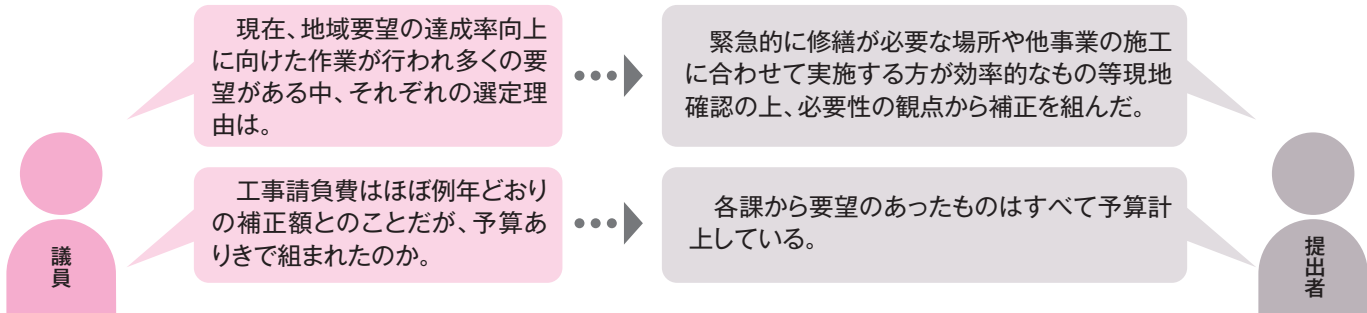 現在、地域要望の達成率向上
に向けた作業が行われ多くの要
望がある中、それぞれの選定理
由は。
緊急的に修繕が必要な場所や他事業の施工
に合わせて実施する方が効率的なもの等現地
確認の上、必要性の観点から補正を組んだ。
工事請負費はほぼ例年どおり
の補正額とのことだが、予算あ
りきで組まれたのか。
各課から要望のあったものはすべて予算計
上している。
議員
提出者